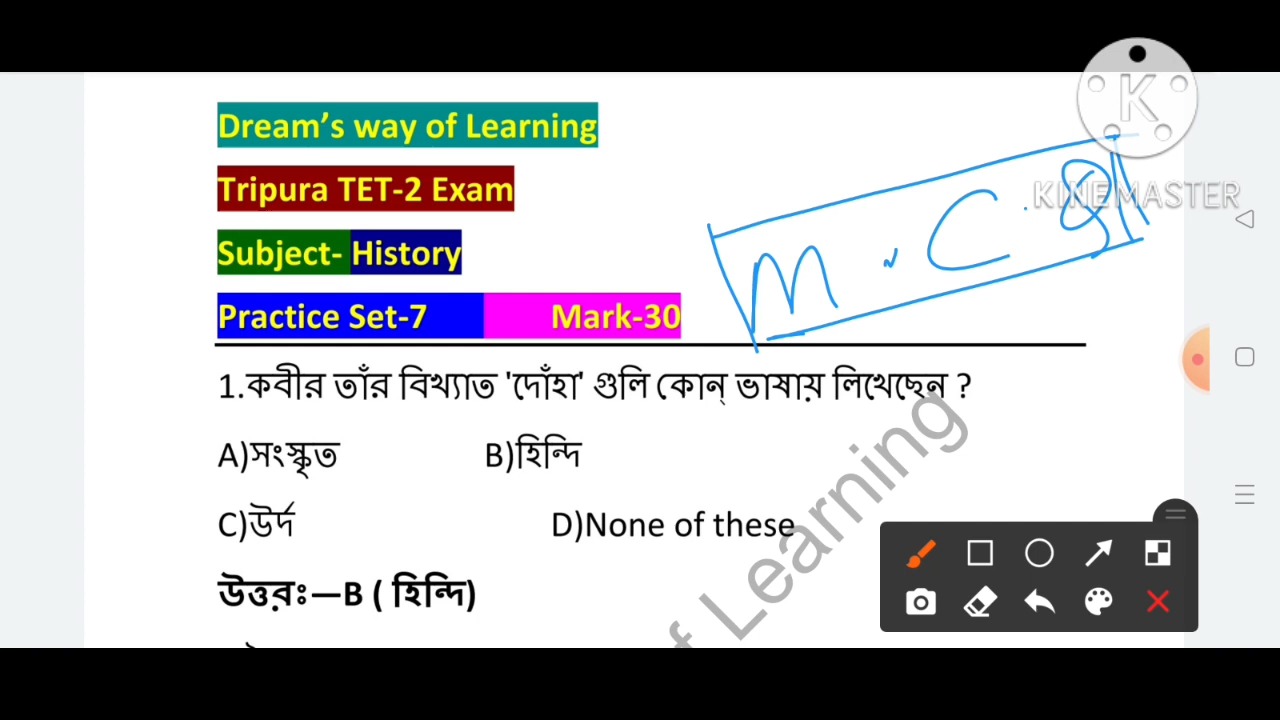 Dream’s way of Learning
Tripura TET-2 Exam
Subject- History
Practice Set-7 Mark-30
M.C.Q
K
KINEMASTER
1.কবীর তাঁর বিখ্যাত 'দোঁহা' গুলি কোন্ ভাষায় লিখেছেন ?
A)সংস্কৃত B)হিন্দি
C)উর্দ D)None of these
উত্তরঃ—B ( হিন্দি)
f Learning